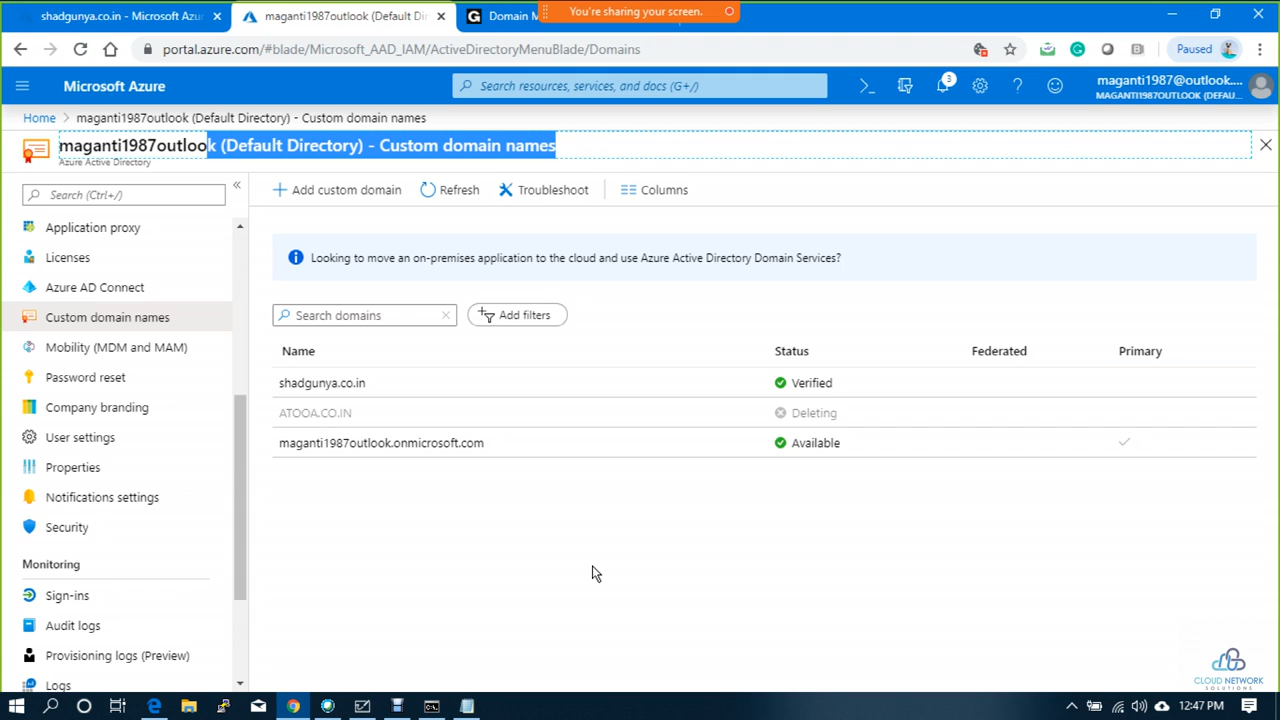 shadgunya.co.in - Microsoft Azur
maganti1987outlook (Default Di
Domain M
You're sharing your screen.
portal.azure.com/#blade/Microsoft_AAD_IAM/ActiveDirectoryMenuBlade/Domains
Paused
Microsoft Azure
Search resources, services, and docs (G+/)
3
maganti1987@outlook....
MAGANTI1987OUTLOOK (DEFAU...
Home > maganti1987outlook (Default Directory) - Custom domain names
maganti1987outlook (Default Directory) - Custom domain names
Azure Active Directory
Search (Ctrl+/)
Add custom domain
Refresh
Troubleshoot
Columns
Application proxy
Licenses
Azure AD Connect
Custom domain names
Mobility (MDM and MAM)
Password reset
Company branding
User settings
Properties
Notifications settings
Security
Monitoring
Sign-ins
Audit logs
Provisioning logs (Preview)
Logs
Looking to move an on-premises application to the cloud and use Azure Active Directory Domain Services?
Search domains
Add filters
Name Status Federated Primary
shadgunya.co.in Verified
ATOOA.CO.IN Deleting
maganti1987outlook.onmicrosoft.com Available
CLOUD NETWORK
SOLUTIONS
12:47 PM